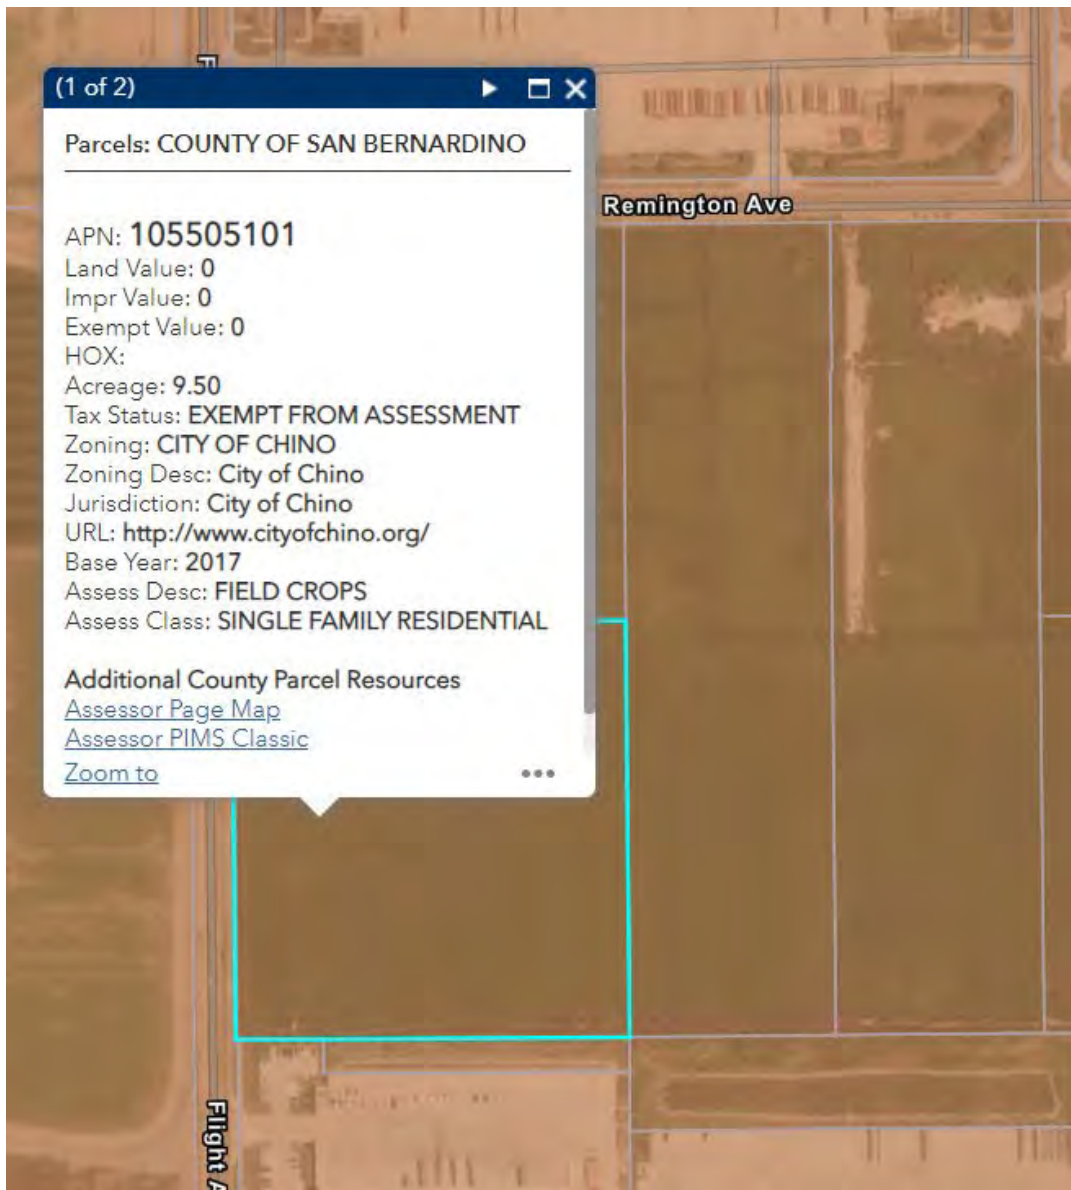 F
(1 of 2)
Parcels: COUNTY OF SAN BERNARDINO
Remington Ave
APN: 105505101
Land Value: 0
Impr Value: 0
Exempt Value: 0
HOX:
Acreage: 9.50
Tax Status: EXEMPT FROM ASSESSMENT
Zoning: CITY OF CHINO
Zoning Desc: City of Chino
Jurisdiction: City of Chino
URL: http://www.cityofchino.org/
Base Year: 2017
Assess Desc: FIELD CROPS
Assess Class: SINGLE FAMILY RESIDENTIAL
Additional County Parcel Resources
Assessor Page Map
Assessor PIMS Classic
Zoom to
Flight A